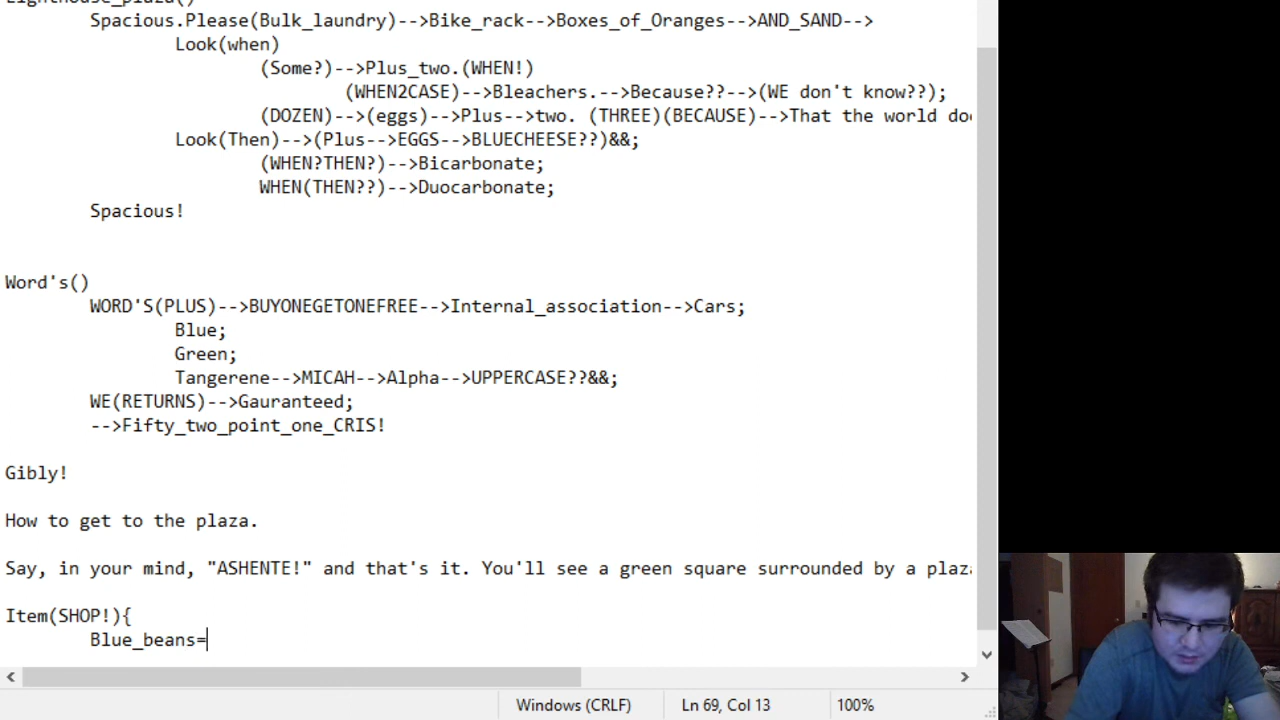 Lighthouse_plaza()
Spacious.Please(Bulk_laundry)-->Bike_rack-->Boxes_of_Oranges-->AND_SAND-->
Look(when)
(Some?)-->Plus_two.(WHEN!)
(WHEN2CASE)-->Bleachers.-->Because??-->(WE don't know??);
(DOZEN)-->(eggs)-->Plus-->two. (THREE)(BECAUSE)-->That the world doe
Look(Then)-->(Plus-->EGGS-->BLUECHEESE??)&&;
(WHEN?THEN?)-->Bicarbonate;
WHEN(THEN??)-->Duocarbonate;
Spacious!
Word's()
WORD'S(PLUS)-->BUYONEGETONEFREE-->Internal_association-->Cars;
Blue;
Green;
Tangerene-->MICAH-->Alpha-->UPPERCASE??&&;
WE(RETURNS)-->Gauranteed;
-->Fifty_two_point_one_CRIS!
Gibly!
How to get to the plaza.
Say, in your mind, "ASHENTE!" and that's it. You'll see a green square surrounded by a plaza
Item(SHOP!){
Blue_beans=
Windows (CRLF) Ln 69, Col 13 100%